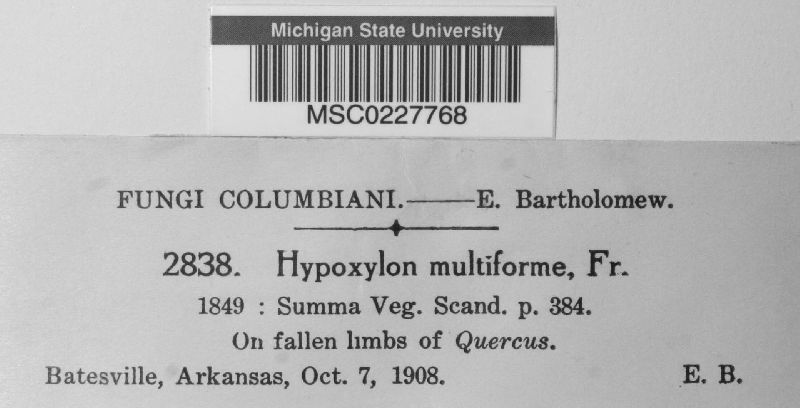 Michigan State University
MSC0227768
FUNGI COLUMBIANI.——E. Bartholomew.
2838. Hypoxylon multiforme, Fr.
1849 : Summa Veg. Scand. p. 384.
On fallen limbs of Quercus.
Batesville, Arkansas, Oct. 7, 1908. E. B.